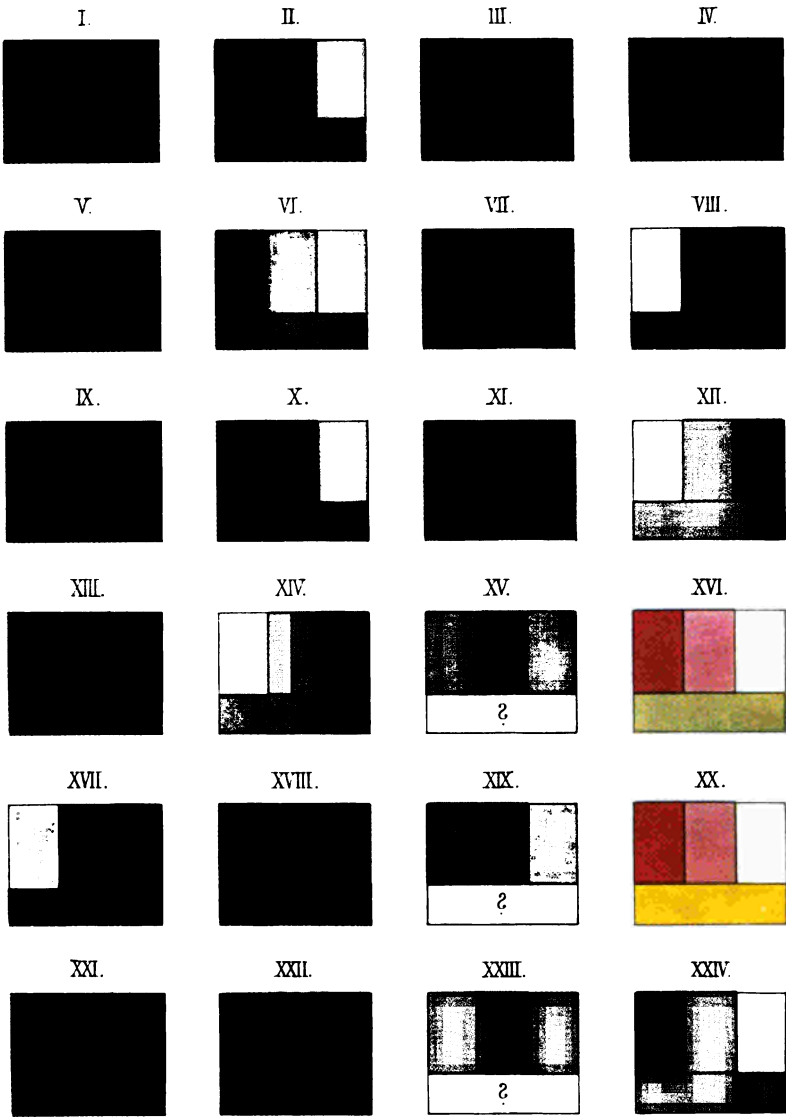 I. II. III. IV.
V. VI. VII. VIII.
IX. X. XI. XII.
XIII. XIV. XV. XVI.
?
XVII. XVIII. XIX. XX.
?
XXI. XXII. XXIII. XXIV.
?